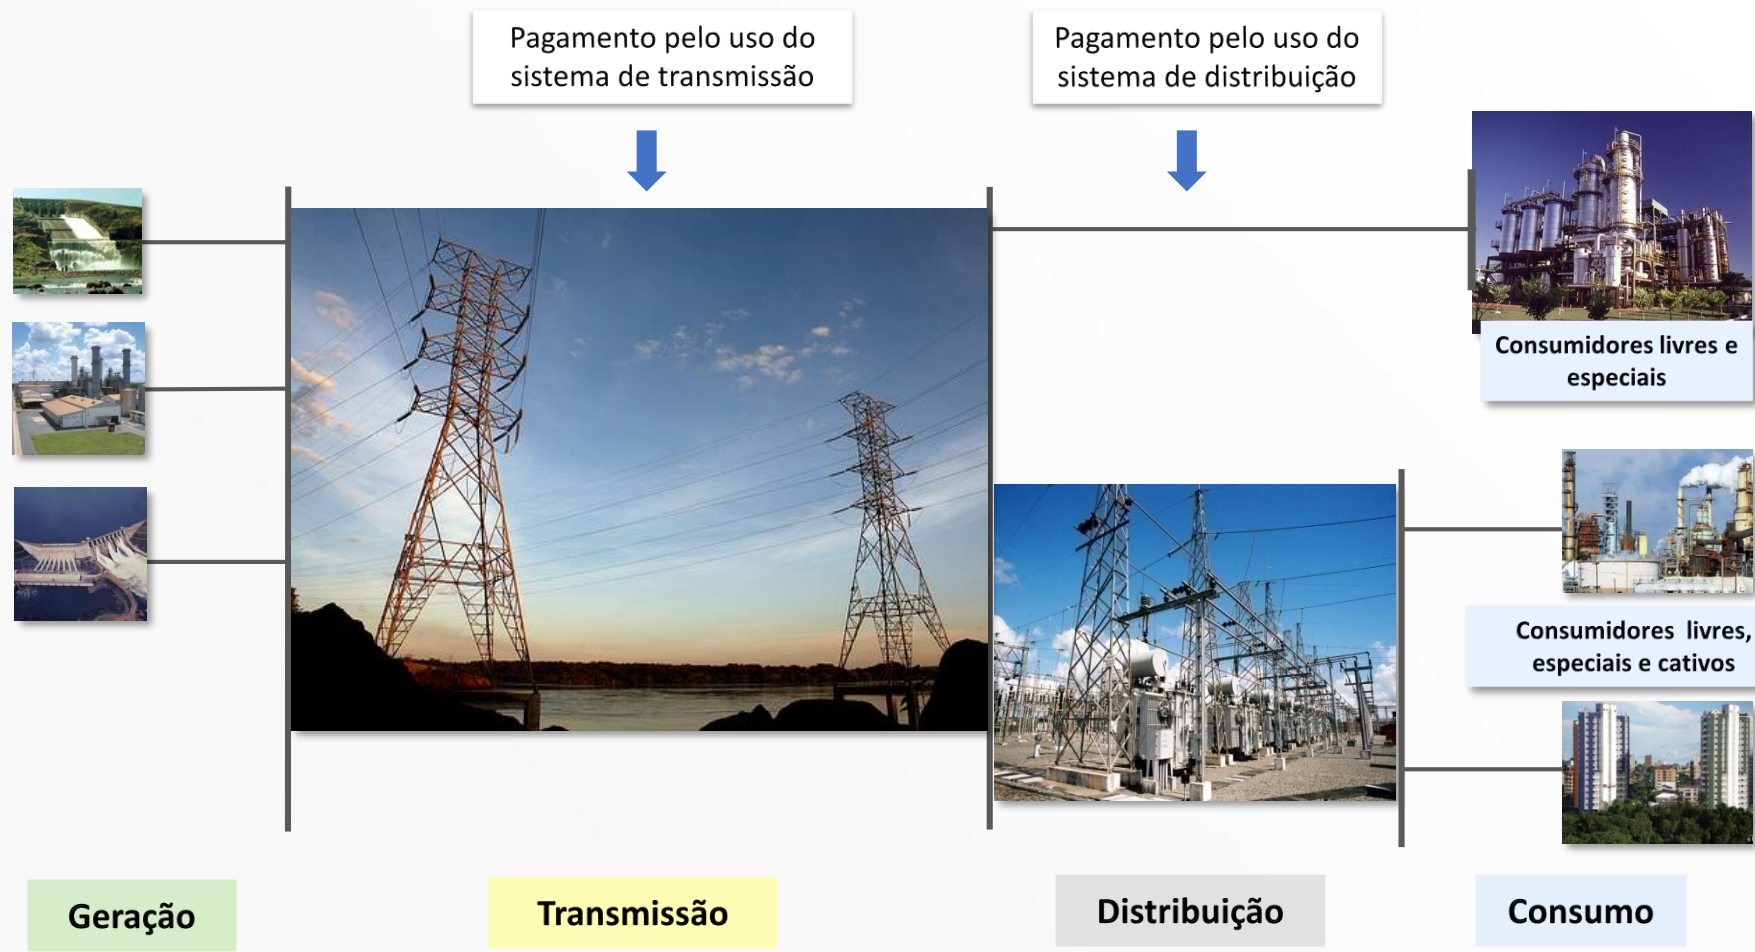 Pagamento pelo uso do
sistema de transmissão
Pagamento pelo uso do
sistema de distribuição
Consumidores livres e
especiais
Consumidores livres,
especiais e cativos
Geração
Transmissão
Distribuição
Consumo